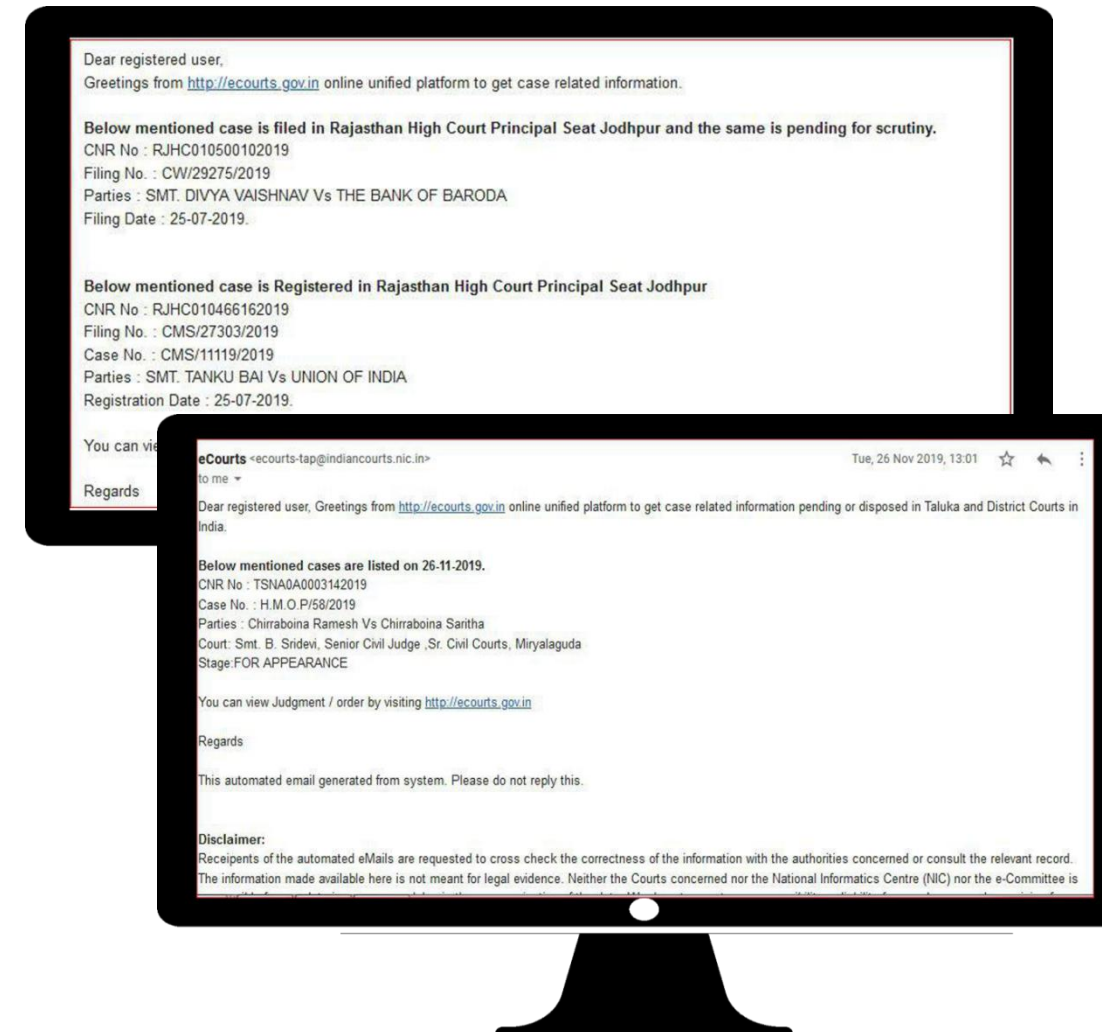 Dear registered user,
Greetings from http://ecourts.gov.in online unified platform to get case related information.
Below mentioned case is filed in Rajasthan High Court Principal Seat Jodhpur and the same is pending for scrutiny.
CNR No : RJHC010500102019
Filing No. : CW/29275/2019
Parties : SMT. DIVYA VAISHNAV Vs THE BANK OF BARODA
Filing Date : 25-07-2019.
Below mentioned case is Registered in Rajasthan High Court Principal Seat Jodhpur
CNR No : RJHC010466162019
Filing No. : CMS/27303/2019
Case No. : CMS/11119/2019
Parties : SMT. TANKU BAI Vs UNION OF INDIA
Registration Date : 25-07-2019.
You can
Regards
eCourts <ecourts-tap@indiancourts.nic.in> Tue, 26 Nov 2019, 13:01
to me
Dear registered user, Greetings from http://ecourts.gov.in online unified platform to get case related information pending or disposed in Taluka and District Courts in
India.
Below mentioned cases are listed on 26-11-2019.
CNR No : TSNA0A0003142019
Case No. : H.M.O.P/58/2019
Parties : Chirraboina Ramesh Vs Chirraboina Saritha
Court: Smt. B. Sridevi, Senior Civil Judge ,Sr. Civil Courts, Miryalaguda
Stage:FOR APPEARANCE
You can view Judgment / order by visiting http://ecourts.gov.in
Regards
This automated email generated from system. Please do not reply this.
Disclaimer:
Receipents of the automated eMails are requested to cross check the correctness of the information with the authorities concerned or consult the relevant record.
The information made available here is not meant for legal evidence. Neither the Courts concerned nor the National Informatics Centre (NIC) nor the e-Committee is